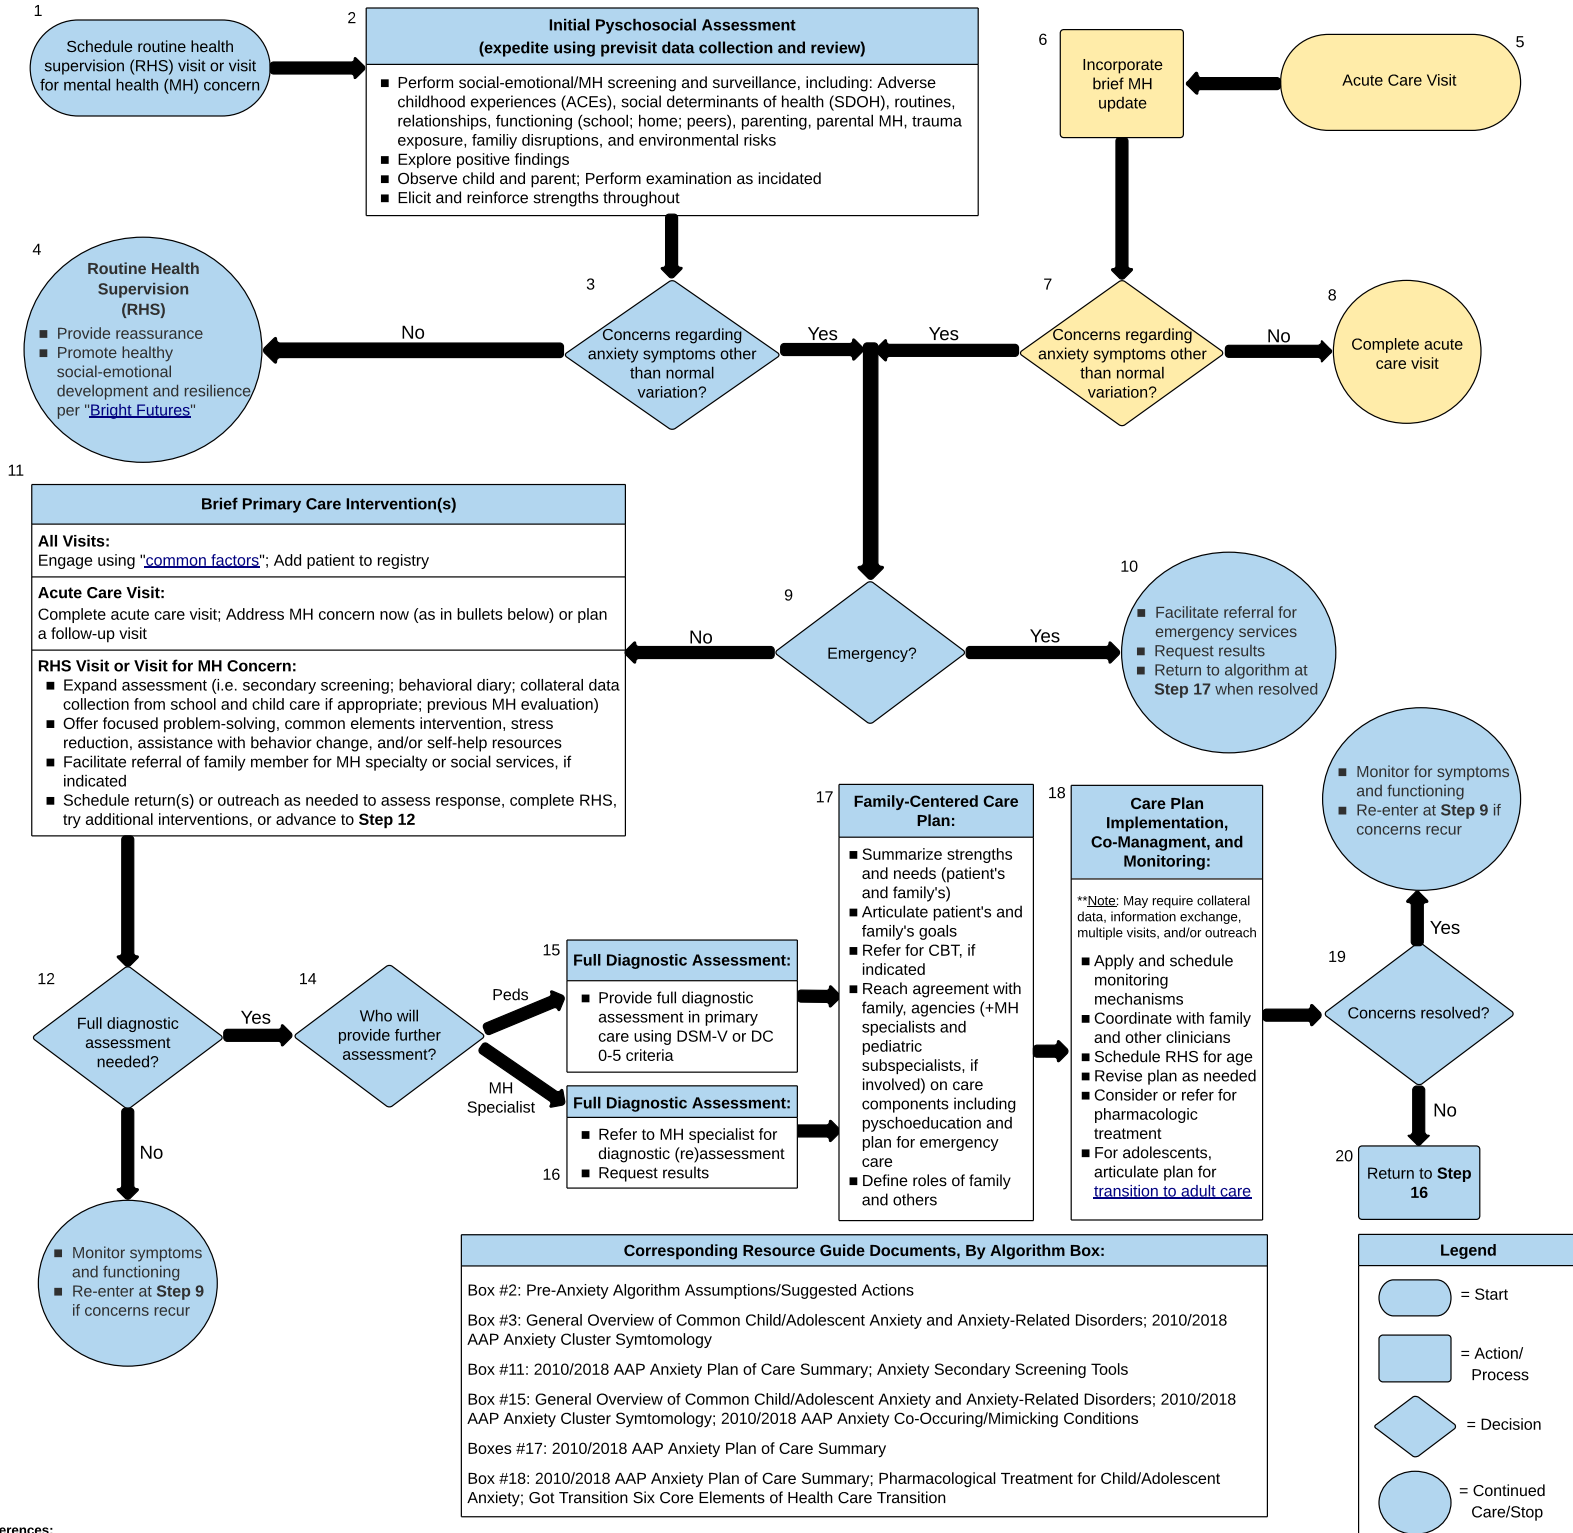 1
Schedule routine health
supervision (RHS) visit or visit
for mental health (MH) concern
2
Initial Pyschosocial Assessment
(expedite using previsit data collection and review)
■ Perform social-emotional/MH screening and surveillance, including: Adverse
childhood experiences (ACEs), social determinants of health (SDOH), routines,
relationships, functioning (school; home; peers), parenting, parental MH, trauma
exposure, familiy disruptions, and environmental risks
■ Explore positive findings
■ Observe child and parent; Perform examination as incidated
■ Elicit and reinforce strengths throughout
6
Incorporate
brief MH
update
5
Acute Care Visit
4
Routine Health
Supervision
(RHS)
■ Provide reassurance
■ Promote healthy
social-emotional
development and resilience
per "Bright Futures"
No
3
Concerns regarding
anxiety symptoms other
than normal
variation?
Yes
Yes
7
Concerns regarding
anxiety symptoms other
than normal
variation?
No
8
Complete acute
care visit
11
Brief Primary Care Intervention(s)
All Visits:
Engage using "common factors"; Add patient to registry
Acute Care Visit:
Complete acute care visit; Address MH concern now (as in bullets below) or plan
a follow-up visit
RHS Visit or Visit for MH Concern:
■ Expand assessment (i.e. secondary screening; behavioral diary; collateral data
collection from school and child care if appropriate; previous MH evaluation)
■ Offer focused problem-solving, common elements intervention, stress
reduction, assistance with behavior change, and/or self-help resources
■ Facilitate referral of family member for MH specialty or social services, if
indicated
■ Schedule return(s) or outreach as needed to assess response, complete RHS,
try additional interventions, or advance to Step 12
No
9
Emergency?
Yes
10
■ Facilitate referral for
emergency services
■ Request results
■ Return to algorithm at
Step 17 when resolved
12
Full diagnostic
assessment
needed?
Yes
No
■ Monitor symptoms
and functioning
■ Re-enter at Step 9
if concerns recur
14
Who will
provide further
assessment?
Peds
MH
Specialist
15
Full Diagnostic Assessment:
■ Provide full diagnostic
assessment in primary
care using DSM-V or DC
0-5 criteria
16
Full Diagnostic Assessment:
■ Refer to MH specialist for
diagnostic (re)assessment
■ Request results
17
Family-Centered Care
Plan:
■ Summarize strengths
and needs (patient's
and family's)
■ Articulate patient's and
family's goals
■ Refer for CBT, if
indicated
■ Reach agreement with
family, agencies (+MH
specialists and
pediatric
subspecialists, if
involved) on care
components including
pyschoeducation and
plan for emergency
care
■ Define roles of family
and others
18
Care Plan
Implementation,
Co-Managment, and
Monitoring:
**Note: May require collateral
data, information exchange,
multiple visits, and/or outreach
■ Apply and schedule
monitoring
mechanisms
■ Coordinate with family
and other clinicians
■ Schedule RHS for age
■ Revise plan as needed
■ Consider or refer for
pharmacologic
treatment
■ For adolescents,
articulate plan for
transition to adult care
■ Monitor for symptoms
and functioning
■ Re-enter at Step 9 if
concerns recur
Yes
19
Concerns resolved?
No
20
Return to Step
16
Corresponding Resource Guide Documents, By Algorithm Box:
Box #2: Pre-Anxiety Algorithm Assumptions/Suggested Actions
Box #3: General Overview of Common Child/Adolescent Anxiety and Anxiety-Related Disorders; 2010/2018
AAP Anxiety Cluster Symtomology
Box #11: 2010/2018 AAP Anxiety Plan of Care Summary; Anxiety Secondary Screening Tools
Box #15: General Overview of Common Child/Adolescent Anxiety and Anxiety-Related Disorders; 2010/2018
AAP Anxiety Cluster Symtomology; 2010/2018 AAP Anxiety Co-Occuring/Mimicking Conditions
Boxes #17: 2010/2018 AAP Anxiety Plan of Care Summary
Box #18: 2010/2018 AAP Anxiety Plan of Care Summary; Pharmacological Treatment for Child/Adolescent
Anxiety; Got Transition Six Core Elements of Health Care Transition
Legend
= Start
= Action/
Process
= Decision
= Continued
Care/Stop